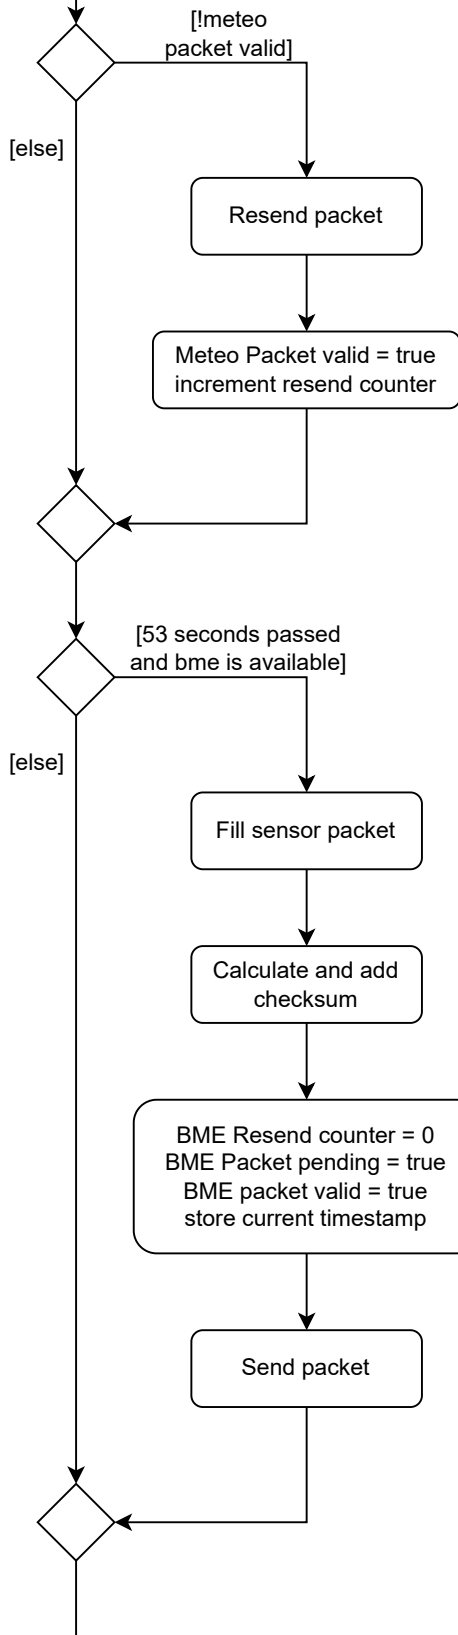 [!meteo
packet valid]
[else]
Resend packet
Meteo Packet valid = true
increment resend counter
[53 seconds passed
and bme is available]
[else]
Fill sensor packet
Calculate and add
checksum
BME Resend counter = 0
BME Packet pending = true
BME packet valid = true
store current timestamp
Send packet